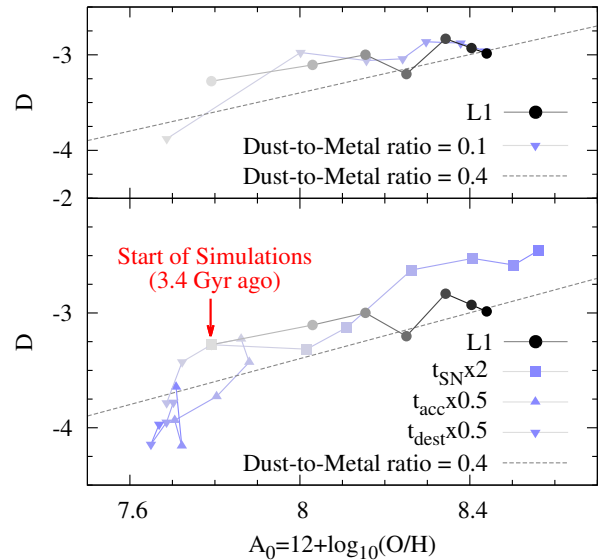 -3
D
-4
-2
L1
Dust-to-Metal ratio = 0.1
Dust-to-Metal ratio = 0.4
Start of Simulations
(3.4 Gyr ago)
-3
D
-4
L1
t_SN x2
t_acc x0.5
t_dest x0.5
Dust-to-Metal ratio = 0.4
7.6
8
8.4
A_0=12+log_10(O/H)